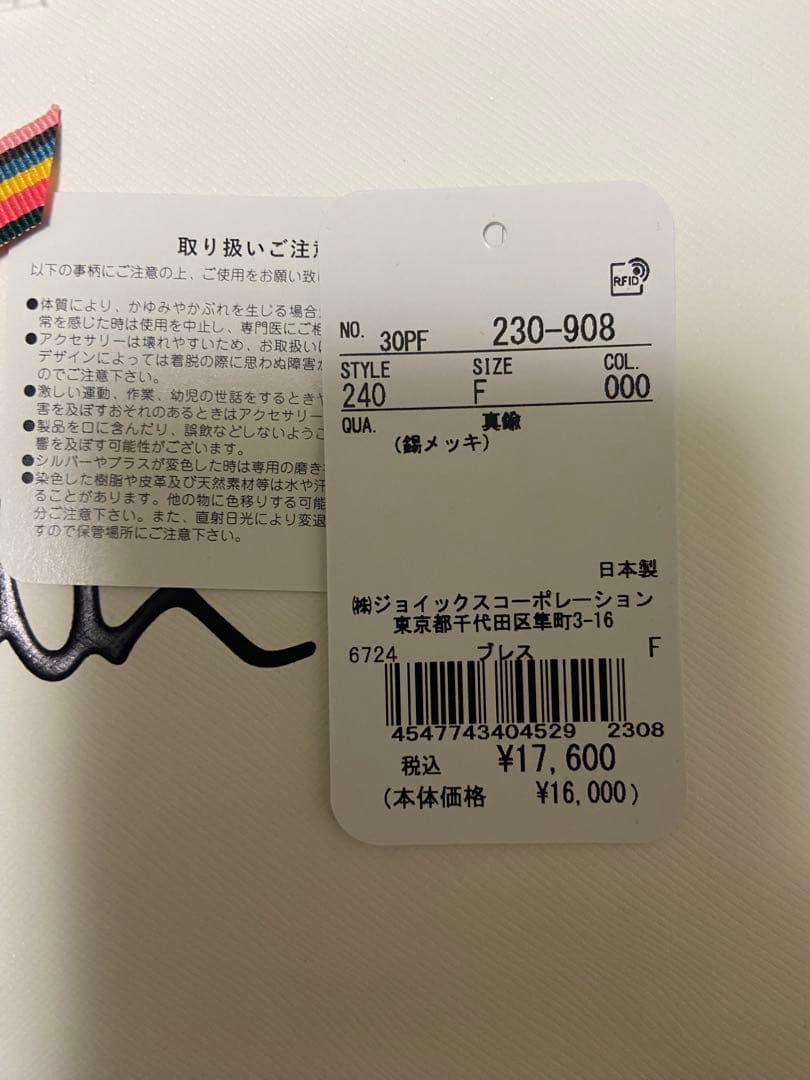 取り扱いご注
以下の事柄にご注意の上、ご使用をお願い致
●体質により、かゆみやかぶれを生じる場合
常を感じた時は使用を中止し、専門医にご相
●アクセサリーは壊れやすいため、お取扱い
デザインによっては着脱の際に思わぬ障害が
のでご注意下さい。
●激しい運動、作業、幼児の世話をするときや
害を及ぼすおそれのあるときはアクセサリー
●製品を口に含んだり、誤飲などしないようご
響を及ぼす可能性がございます。
●シルバーやブラスが変色した時は専用の磨き
●染色した樹脂や皮革及び天然素材等は水や汗
ることがあります。他の物に色移りする可能
分ご注意下さい。また、直射日光により変退
すので保管場所にご注意下さい。
RFID
NO. 30PF 230-908
STYLE SIZE COL.
240 F 000
QUA. 真鍮
(錫メッキ)
日本製
㈱ジョイックスコーポレーション
東京都千代田区隼町3-16
6724 ブレス F
4547743404529 2308
税込 ¥17,600
(本体価格 ¥16,000)